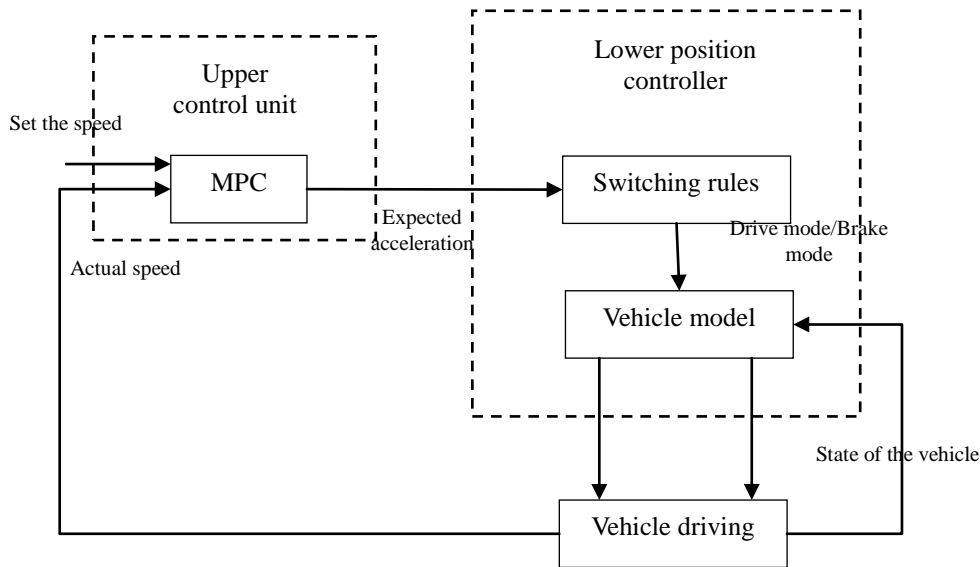 Upper
control unit
Lower position
controller
Set the speed
MPC
Switching rules
Expected
acceleration
Drive mode/Brake
mode
Actual speed
Vehicle model
State of the vehicle
Vehicle driving